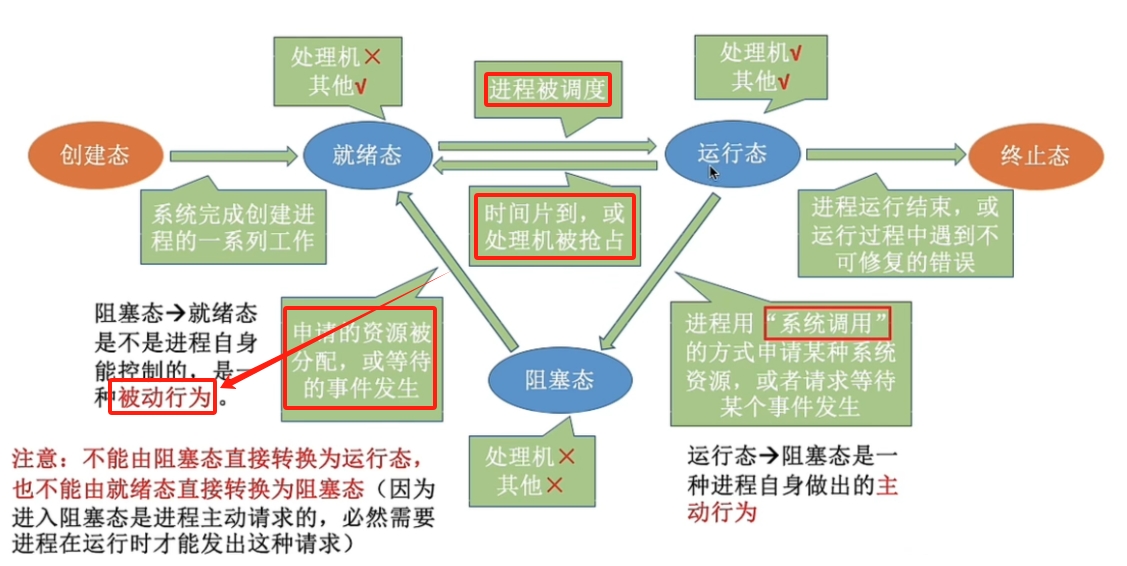 处理机×
其他√
进程被调度
处理机√
其他√
创建态
就绪态
运行态
终止态
系统完成创建进
程的一系列工作
时间片到，或
处理机被抢占
进程运行结束，或
运行过程中遇到不
可修复的错误
阻塞态→就绪态
是不是进程自身
能控制的，是一
种被动行为。
申请的资源被
分配，或等待
的事件发生
阻塞态
进程用“系统调用”
的方式申请某种系统
资源，或者请求等待
某个事件发生
处理机×
其他×
运行态→阻塞态是一
种进程自身做出的主
动行为
注意：不能由阻塞态直接转换为运行态，
也不能由就绪态直接转换为阻塞态（因为
进入阻塞态是进程主动请求的，必然需要
进程在运行时才能发出这种请求）